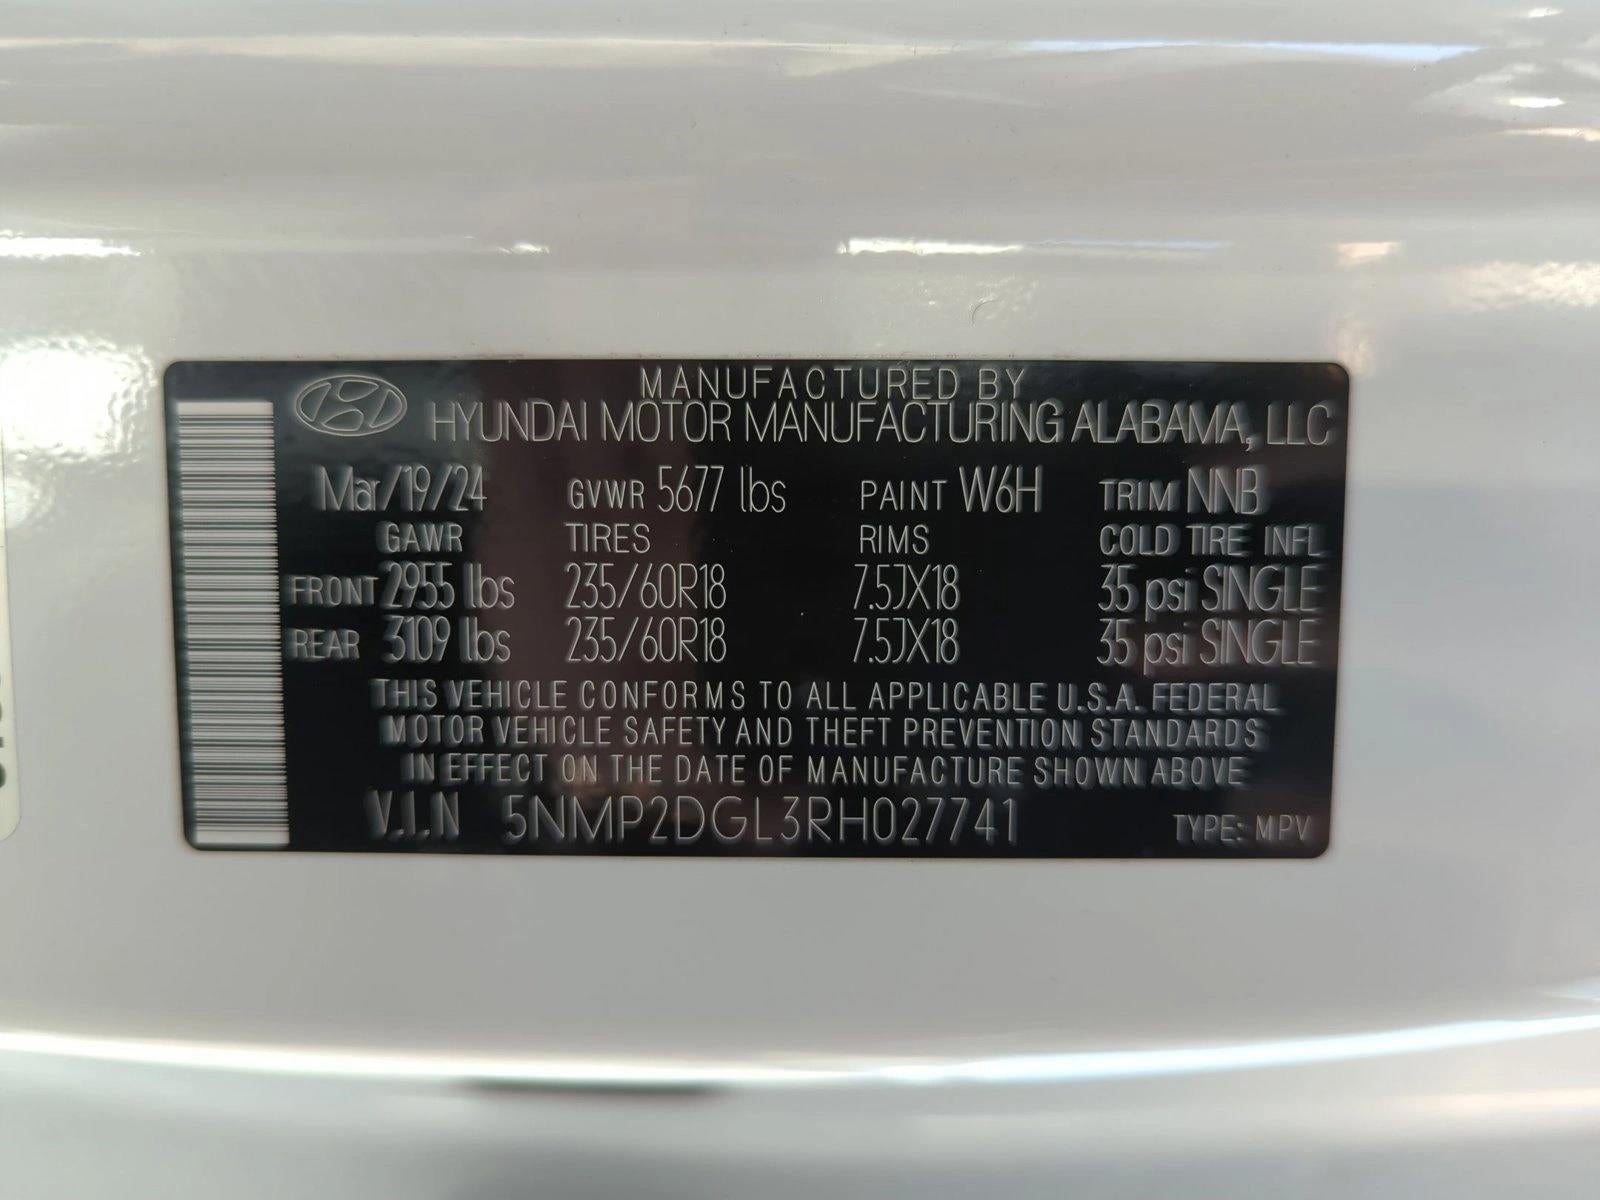 MANUFACTURED BY
HYUNDAI MOTOR MANUFACTURING ALABAMA, LLC
Mar/19/24 GVWR 5677 lbs PAINT W6H TRIM NNB
GAWR TIRES RIMS COLD TIRE INFL
FRONT 2955 lbs 235/60R18 7.5JX18 35 psi SINGLE
REAR 3109 lbs 235/60R18 7.5JX18 35 psi SINGLE
THIS VEHICLE CONFORMS TO ALL APPLICABLE U.S.A. FEDERAL
MOTOR VEHICLE SAFETY AND THEFT PREVENTION STANDARDS
IN EFFECT ON THE DATE OF MANUFACTURE SHOWN ABOVE
V.I.N 5NMP2DGL3RH027741 TYPE: MPV